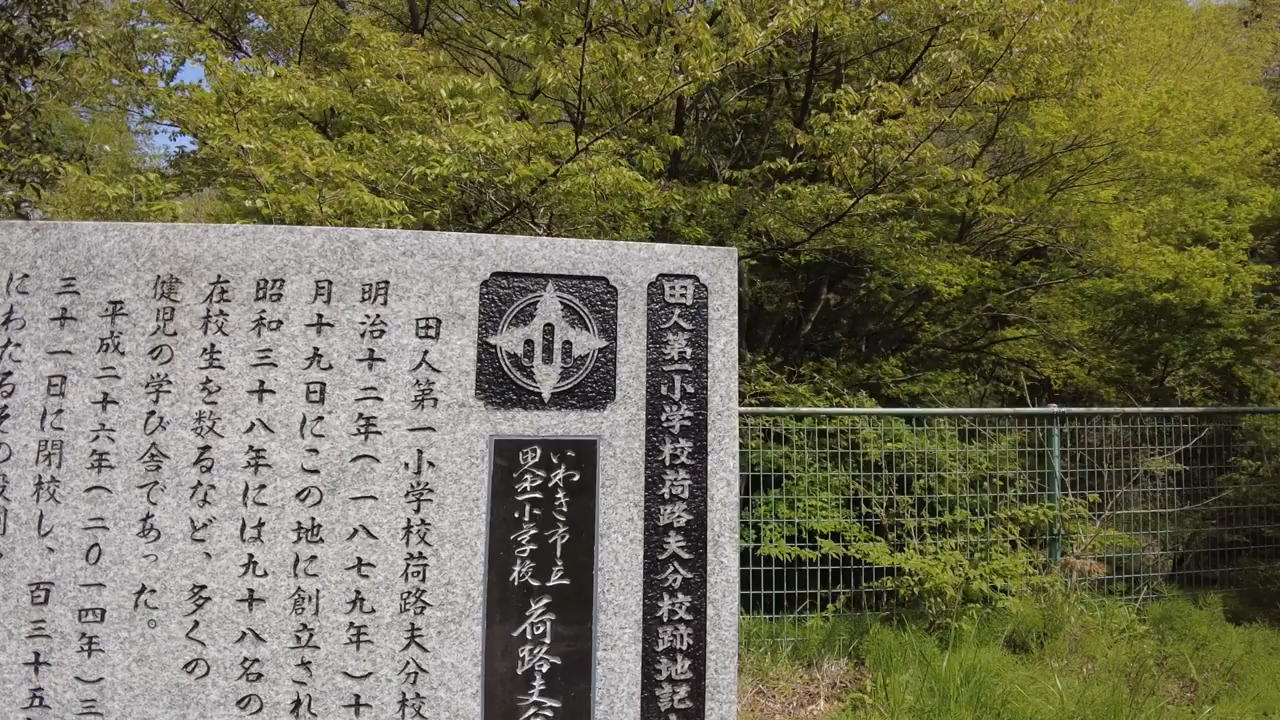 田人第一小学校荷路夫分校跡地記
いわき市立
田人第一小学校
荷路夫分
田人第一小学校荷路夫分校
明治十二年(一八七九年)十
月十九日にこの地に創立され
昭和三十八年には九十八名の
在校生を数るなど、多くの
健児の学び舎であった。
平成二十六年(二〇一四年)三
三十一日に閉校し、百三十五
にわたるその役割